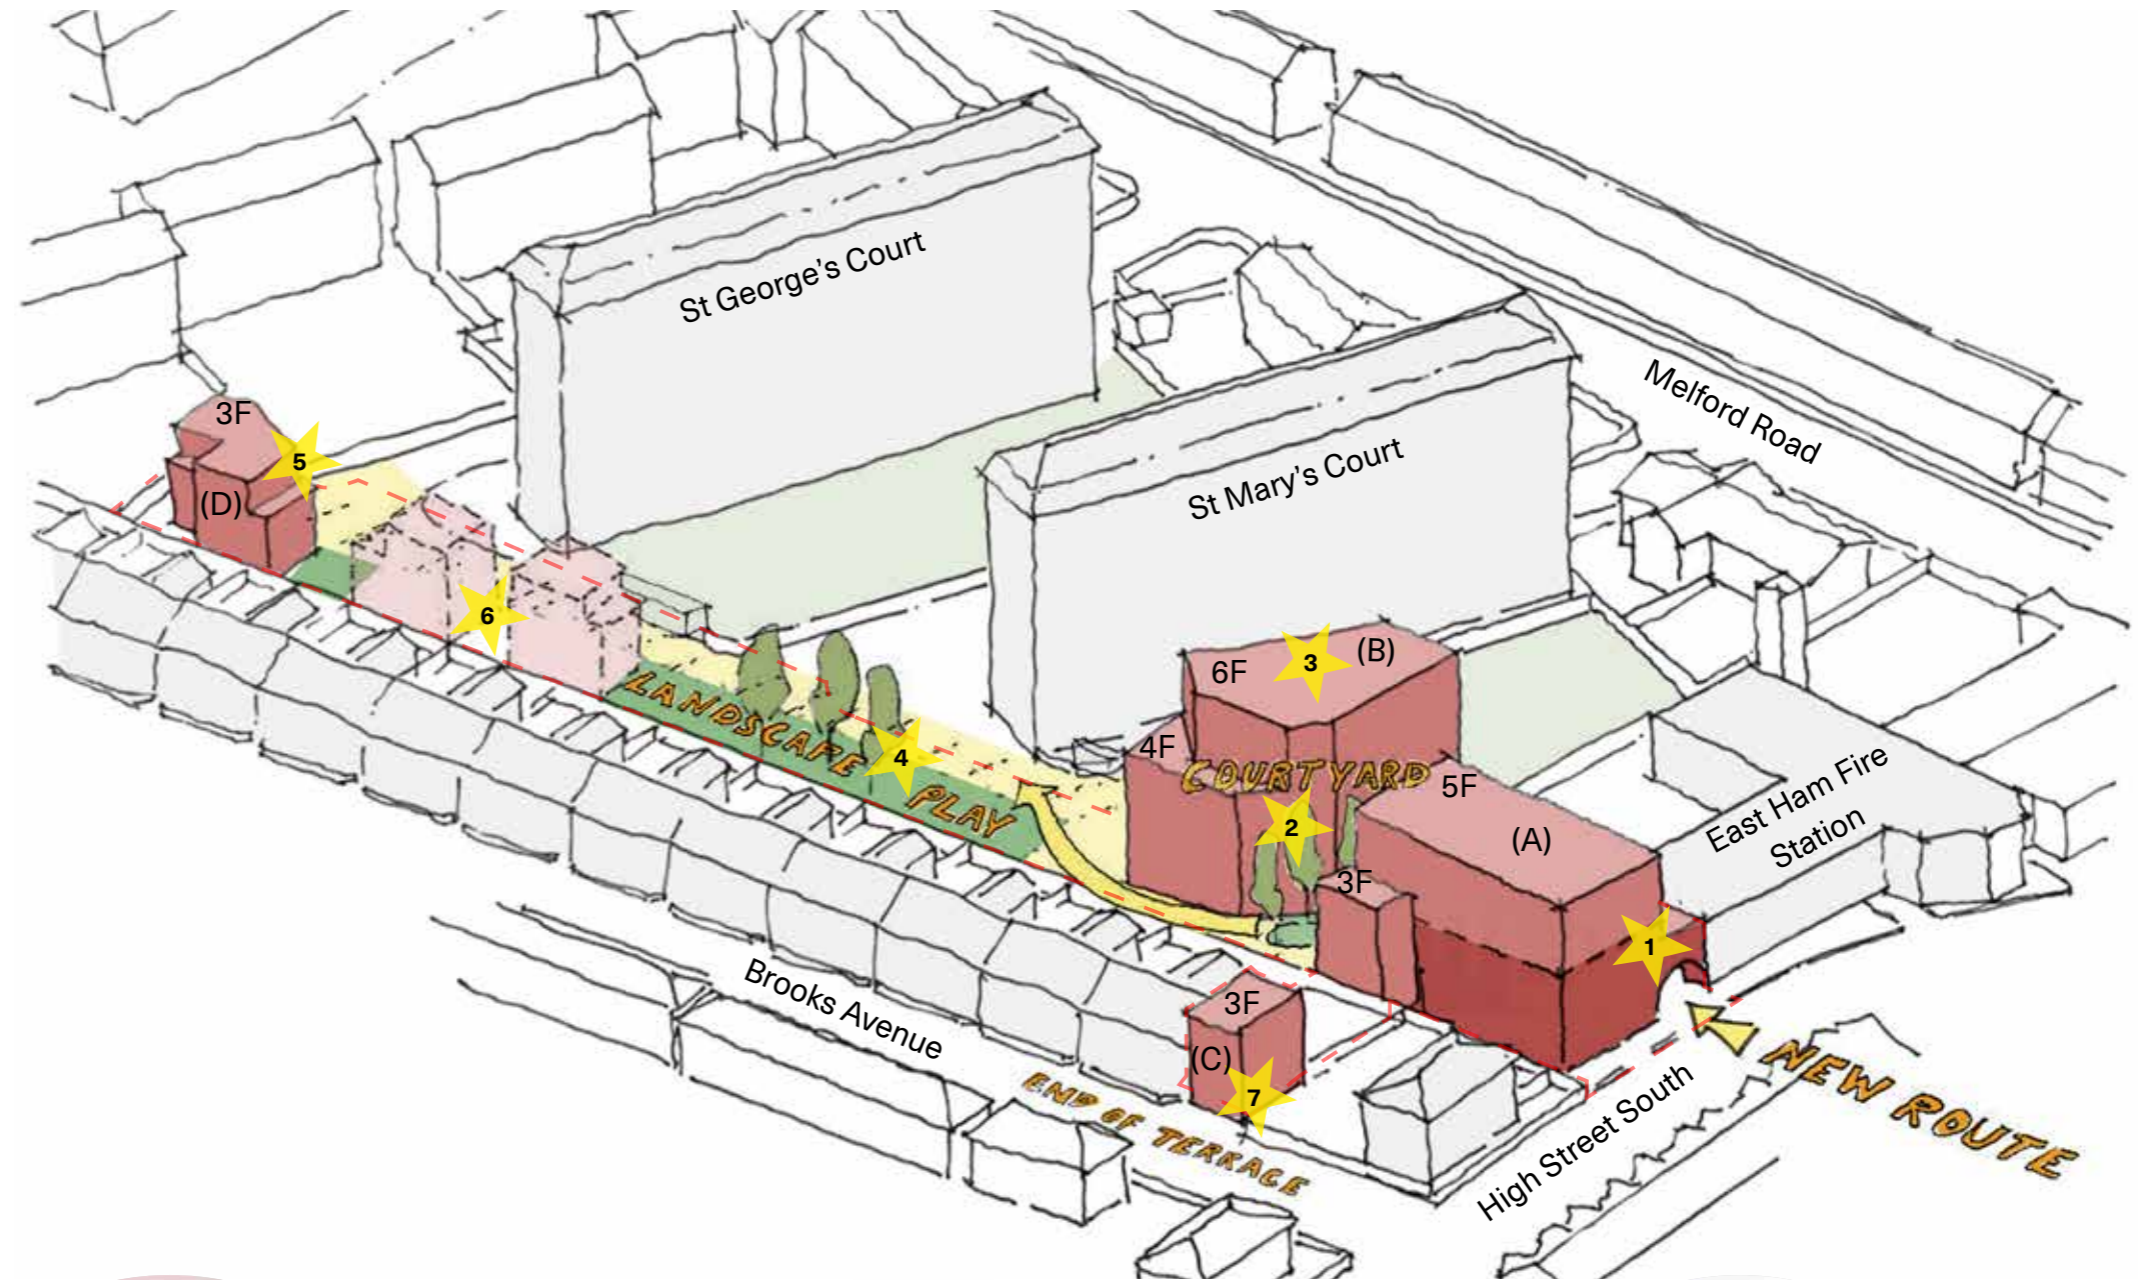 St George's Court
Melford Road
St Mary's Court
3F
5
(D)
6
LANDSCAPE
PLAY
4
6F
3
(B)
4F
COURTYARD
5F
2
(A)
3F
East Ham Fire
Station
1
Brooks Avenue
3F
(C)
7
END OF TERRACE
High Street South
NEW ROUTE